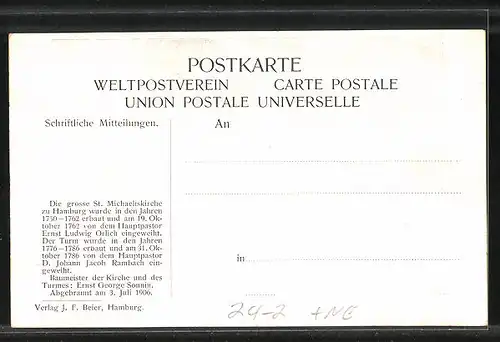 POSTKARTE
WELTPOSTVEREIN CARTE POSTALE
UNION POSTALE UNIVERSELLE
Schriftliche Mitteilungen.
An
Die grosse St. Michaeliskirche
zu Hamburg wurde in den Jahren
1750–1762 erbaut und am 19. Ok-
tober 1762 von dem Hauptpastor
Ernst Ludwig Orlich eingeweiht.
Der Turm wurde in den Jahren
1776–1786 erbaut und am 31. Ok-
tober 1786 von dem Hauptpastor
D. Johann Jacob Rambach ein-
geweiht.
Baumeister der Kirche und des
Turmes: Ernst George Sonnin.
Abgebrannt am 3. Juli 1906.
in
Verlag J. F. Beier, Hamburg.
24-2 +NE